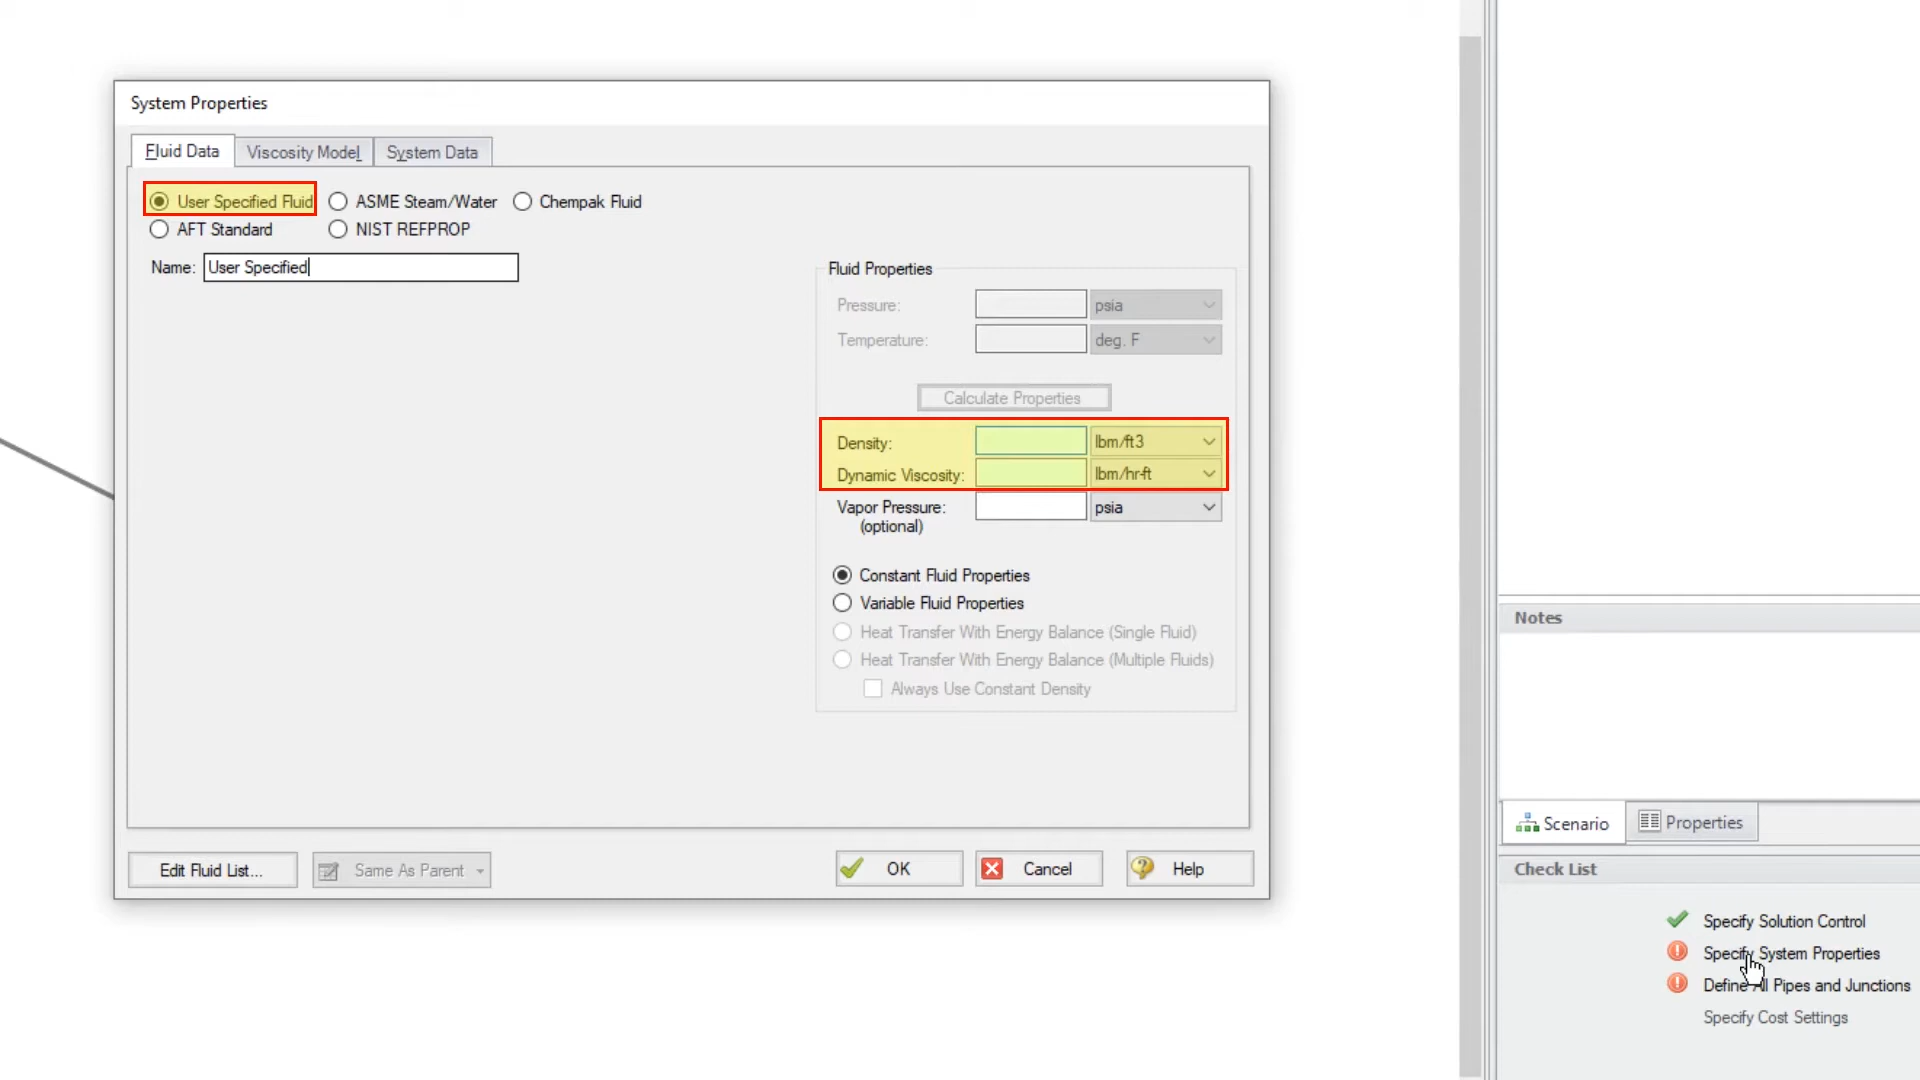 System Properties
Fluid Data Viscosity Model System Data
User Specified Fluid ASME Steam/Water Chempak Fluid
AFT Standard NIST REFPROP
Name: User Specified
Fluid Properties
Pressure: psia
Temperature: deg. F
Calculate Properties
Density: lbm/ft3
Dynamic Viscosity: lbm/hr-ft
Vapor Pressure: psia
(optional)
Constant Fluid Properties
Variable Fluid Properties
Heat Transfer With Energy Balance (Single Fluid)
Heat Transfer With Energy Balance (Multiple Fluids)
Always Use Constant Density
Edit Fluid List... Same As Parent OK Cancel Help
Notes
Scenario Properties
Check List
Specify Solution Control
Specify System Properties
Define All Pipes and Junctions
Specify Cost Settings